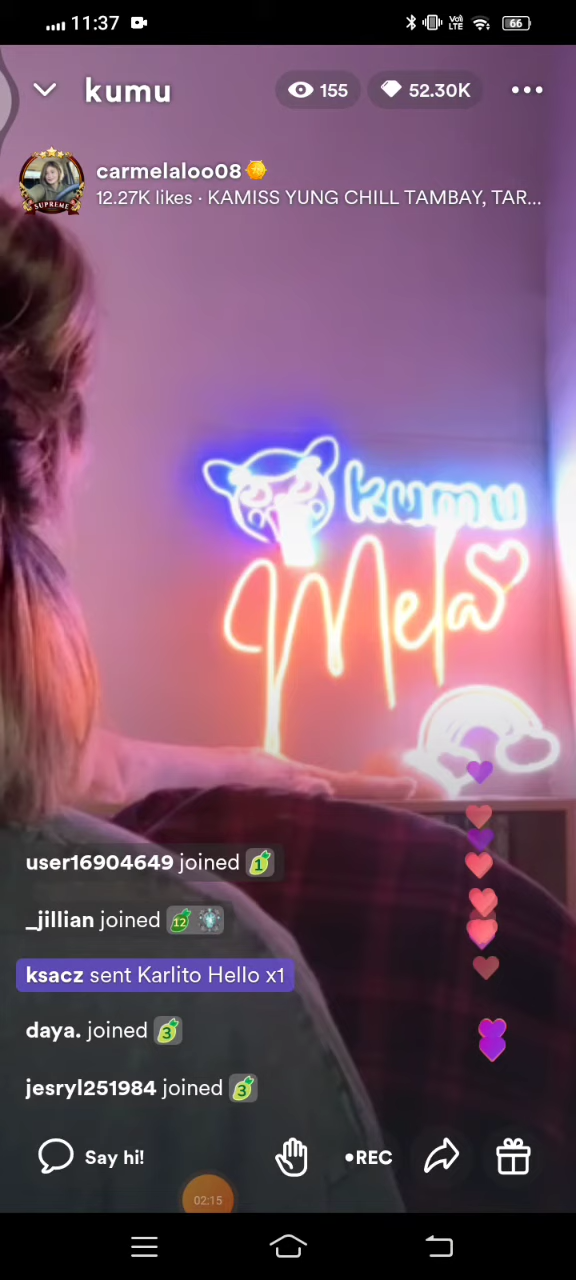 11:37 VoLTE 66
kumu 155 52.30K
carmelaloo08
12.27K likes · KAMISS YUNG CHILL TAMBAY, TAR...
SUPREME
kumu
Mela
user16904649 joined 1
_jillian joined 12
ksacz sent Karlito Hello x1
daya. joined 3
jesryl251984 joined 3
Say hi! •REC
02:15